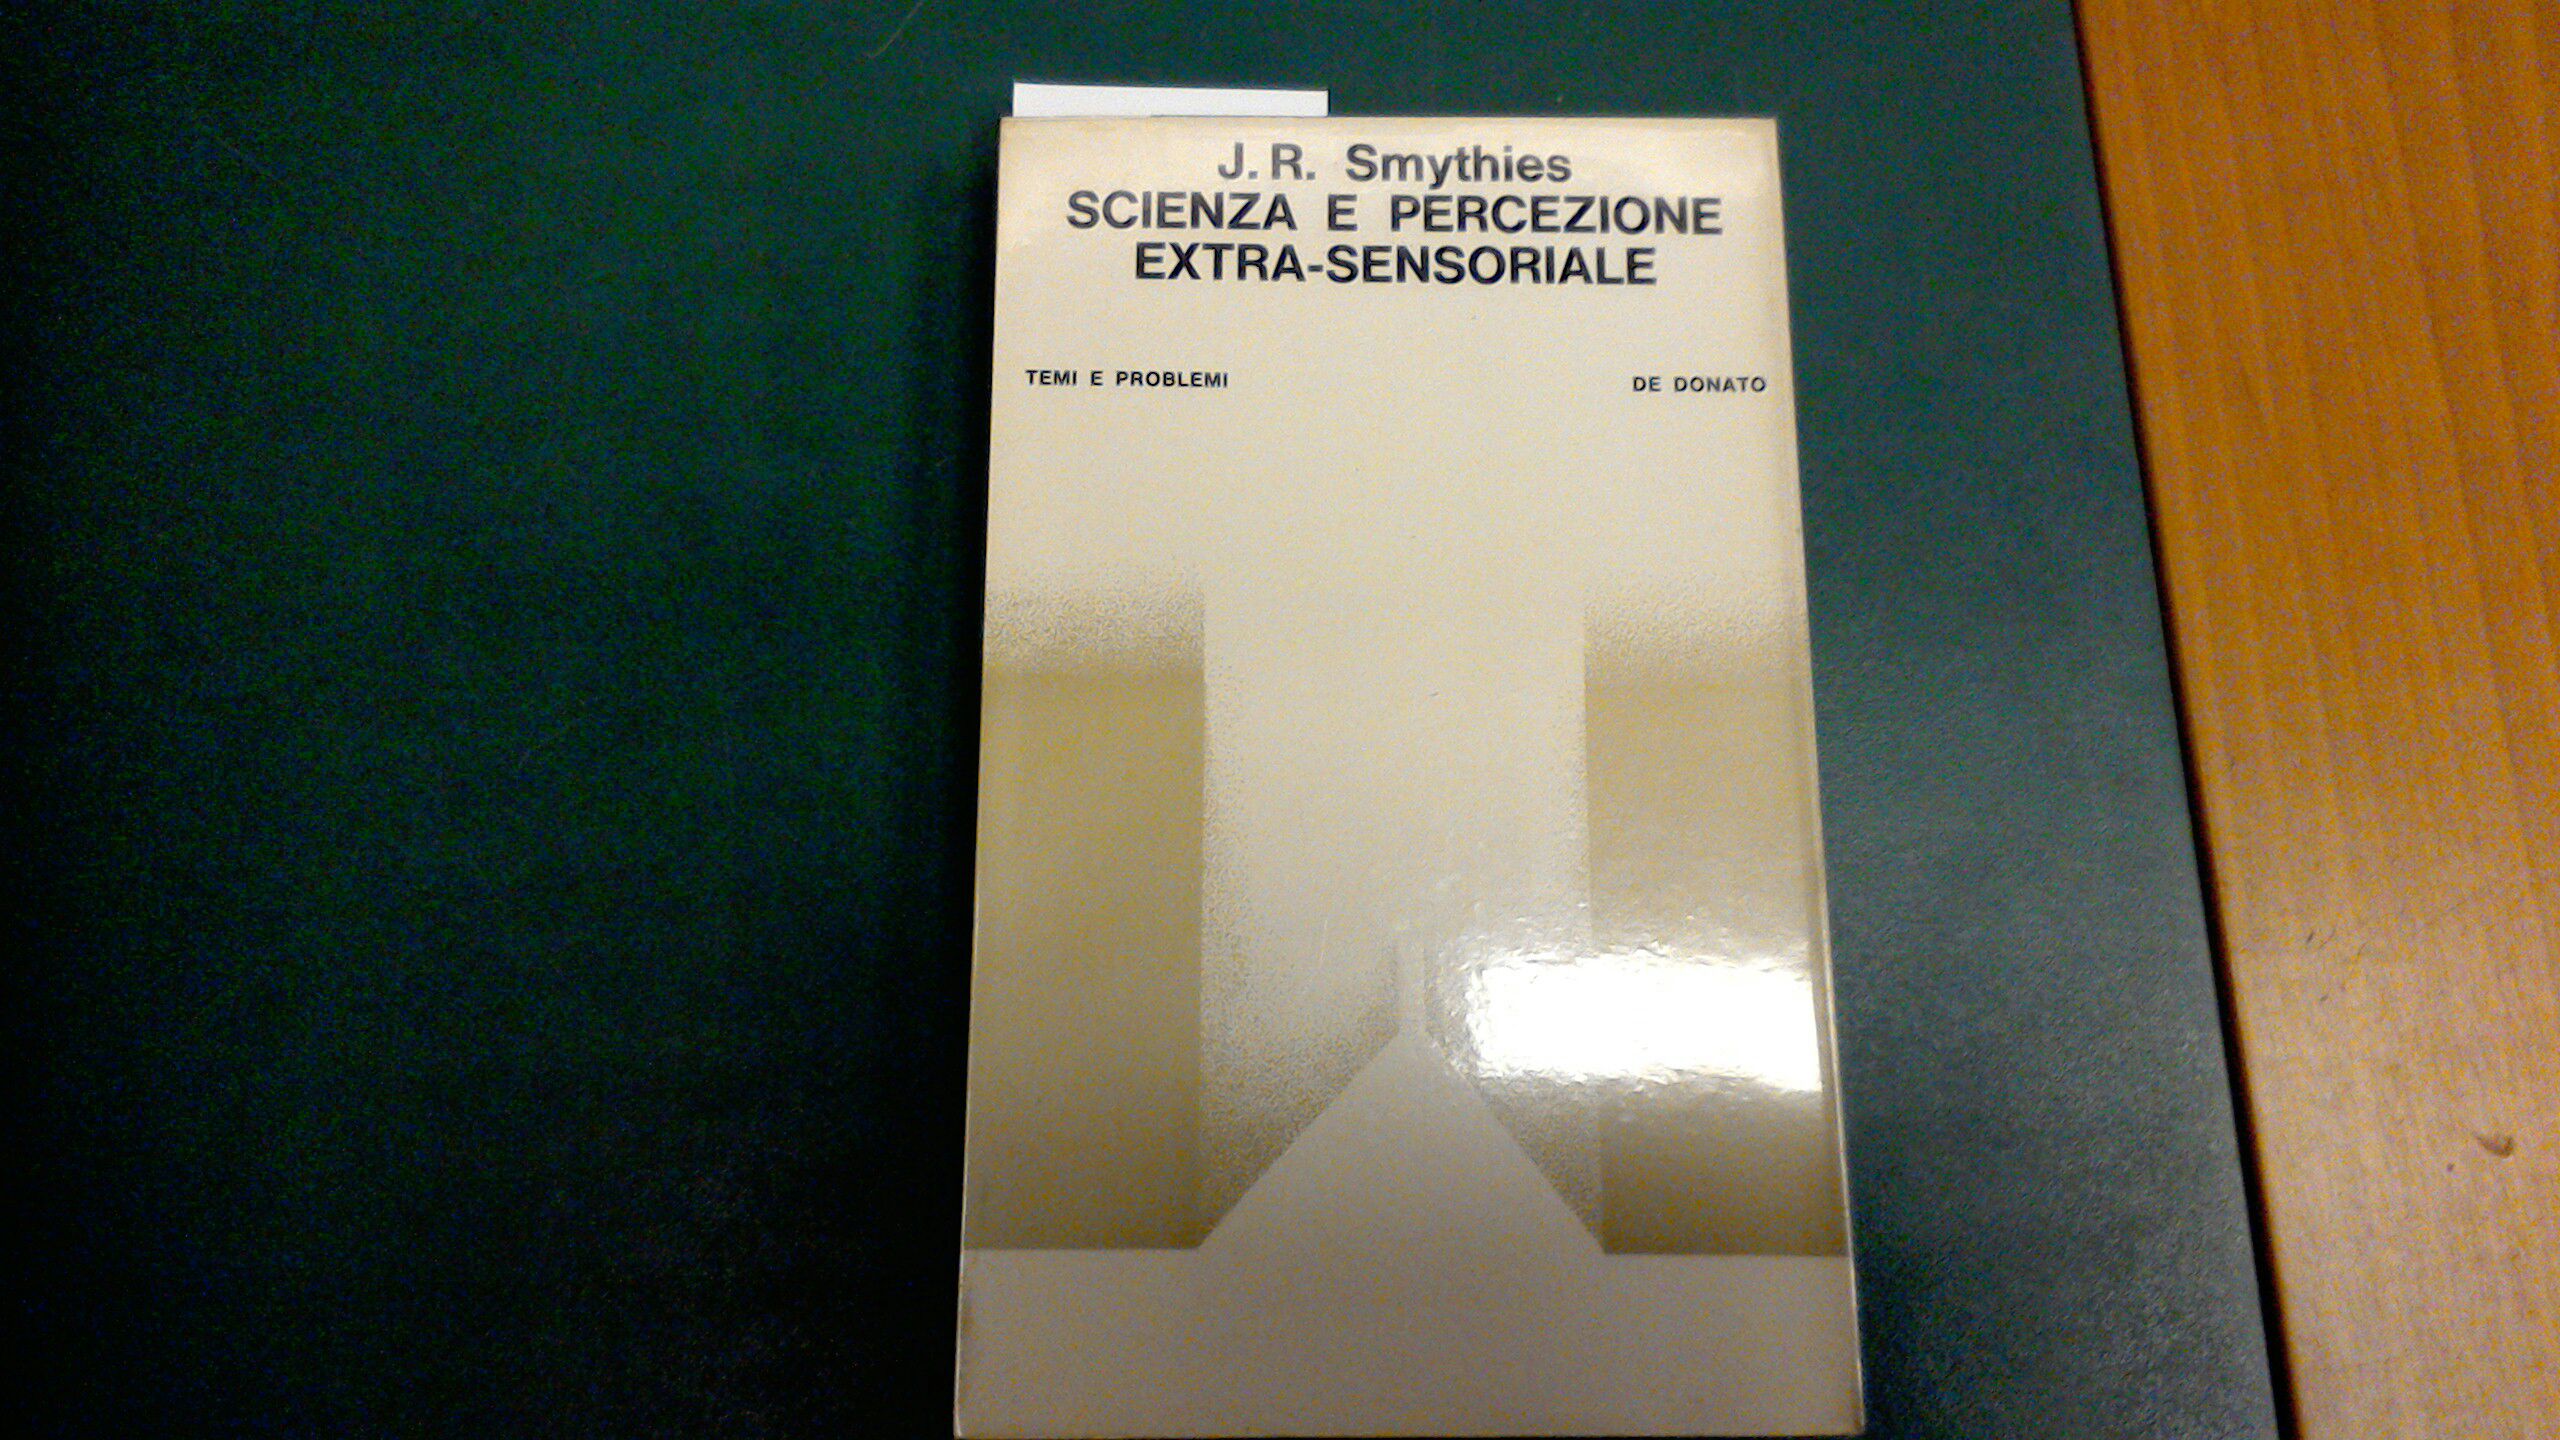 J. R. Smythies
SCIENZA E PERCEZIONE
EXTRA-SENSORIALE
TEMI E PROBLEMI
DE DONATO